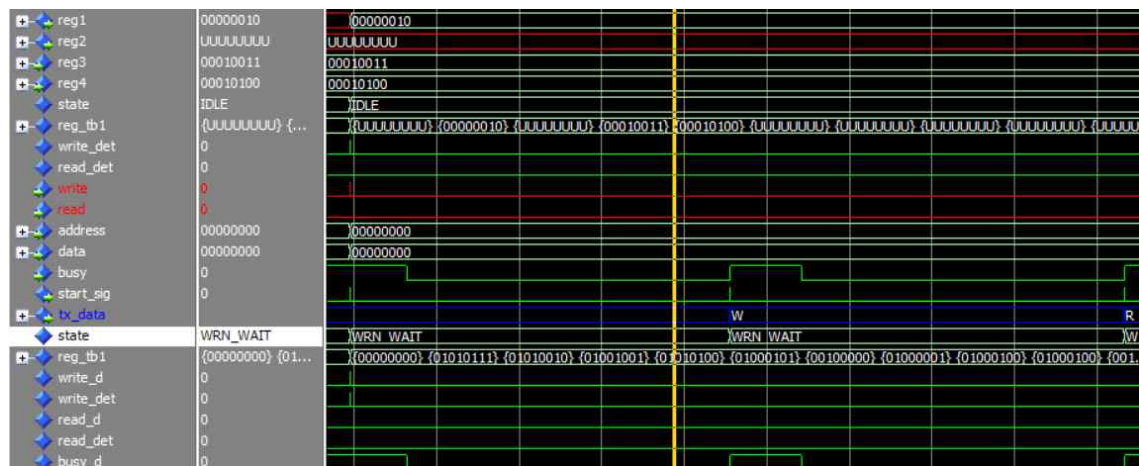 reg1 00000010 00000010
reg2 UUUUUUUU UUUUUUUU
reg3 00010011 00010011
reg4 00010100 00010100
state IDLE IDLE
reg_tb1 {UUUUUUUU} {... {UUUUUUUU} {00000010} {UUUUUUUU} {00010011} {00010100} {UUUUUUUU} {UUUUUUUU} {UUUUUUUU} {UUUUUUUU} {UUUUU
write_det 0
read_det 0
write 0
read 0
address 00000000 00000000
data 00000000 00000000
busy 0
start_sig 0
tx_data W R
state WRN_WAIT WRN_WAIT WRN_WAIT W
reg_tb1 {00000000} {01... {00000000} {01010111} {01010010} {01001001} {01010100} {01000101} {00100000} {01000001} {01000100} {01000100} {001...
write_d 0
write_det 0
read_d 0
read_det 0
busy_d 0